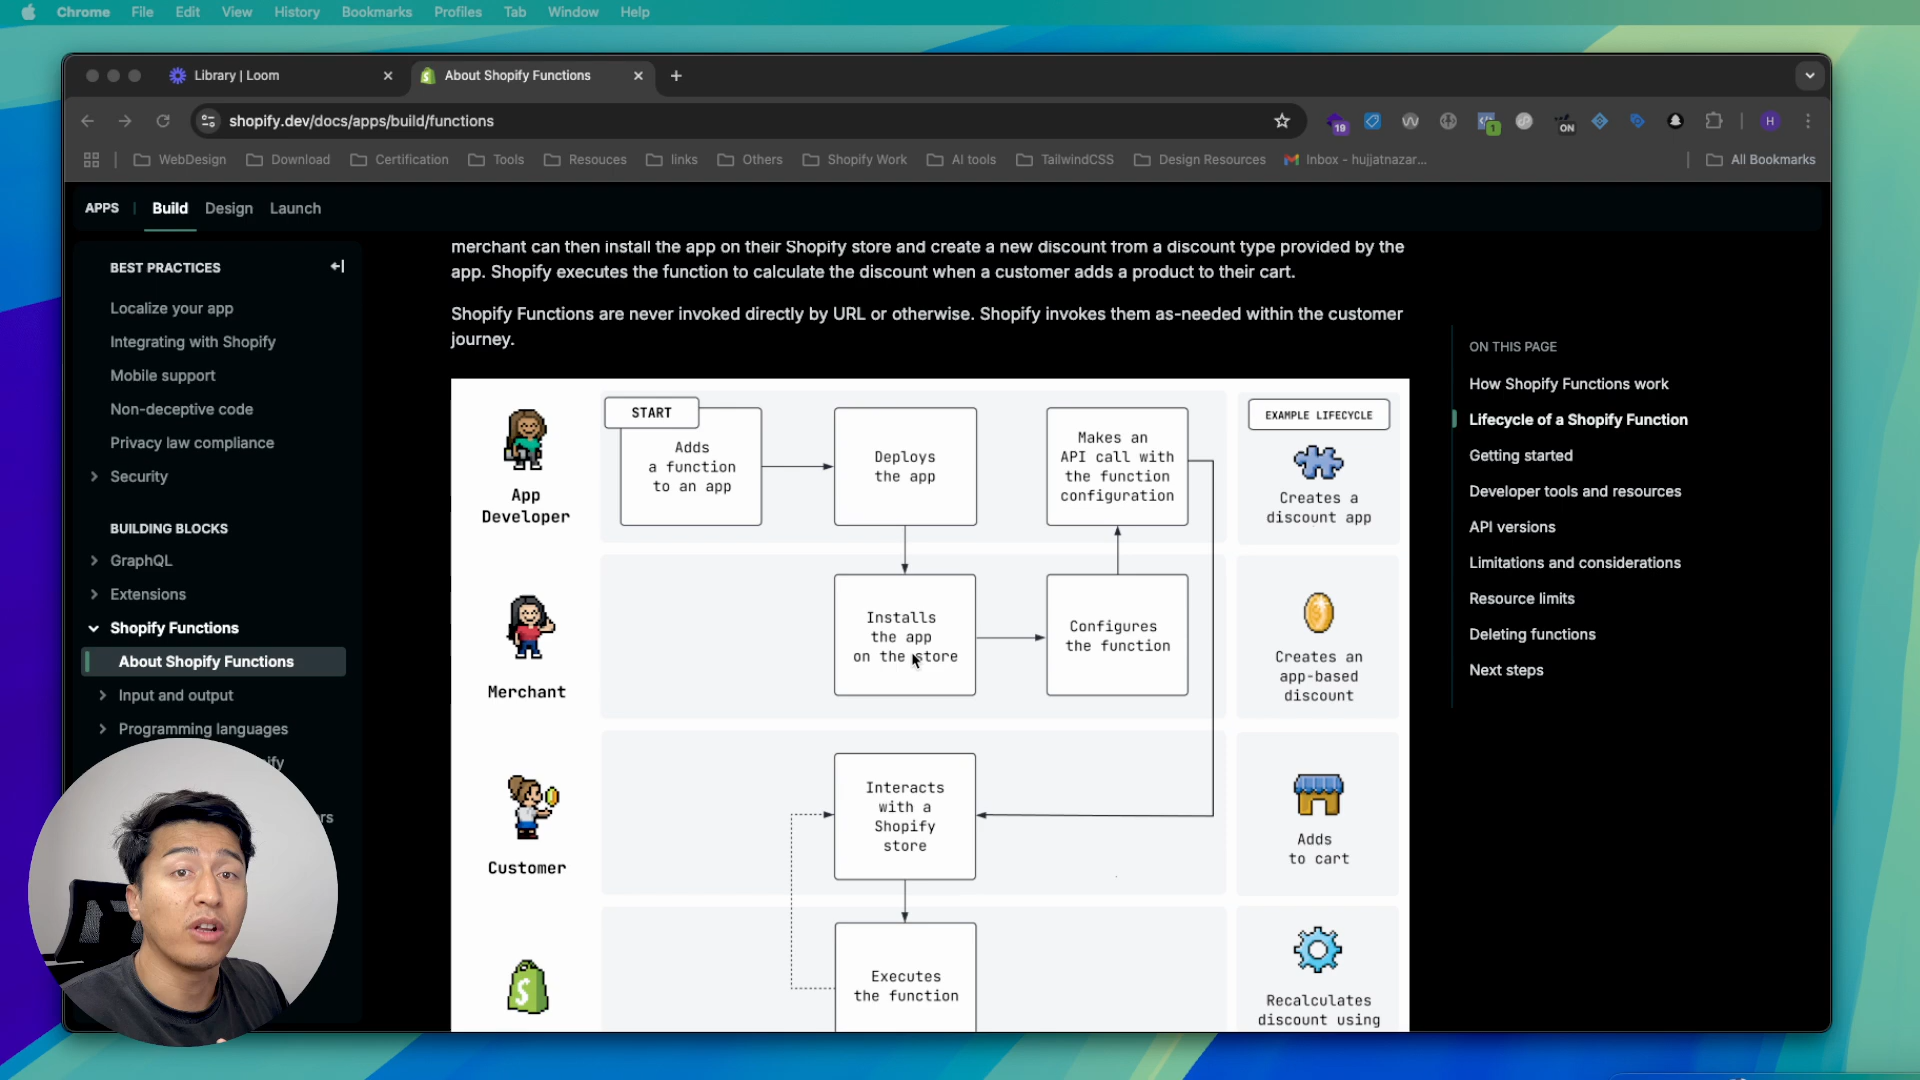 Chrome File Edit View History Bookmarks Profiles Tab Window Help
Library | Loom
About Shopify Functions
shopify.dev/docs/apps/build/functions
19
1
ON
H
WebDesign
Download
Certification
Tools
Resouces
links
Others
Shopify Work
AI tools
TailwindCSS
Design Resources
Inbox - hujjatnazar...
All Bookmarks
APPS
Build
Design
Launch
BEST PRACTICES
Localize your app
Integrating with Shopify
Mobile support
Non-deceptive code
Privacy law compliance
Security
BUILDING BLOCKS
GraphQL
Extensions
Shopify Functions
About Shopify Functions
Input and output
Programming languages
merchant can then install the app on their Shopify store and create a new discount from a discount type provided by the
app. Shopify executes the function to calculate the discount when a customer adds a product to their cart.
Shopify Functions are never invoked directly by URL or otherwise. Shopify invokes them as-needed within the customer
journey.
App
Developer
START
Adds
a function
to an app
Deploys
the app
Makes an
API call with
the function
configuration
EXAMPLE LIFECYCLE
Creates a
discount app
Merchant
Installs
the app
on the store
Configures
the function
Creates an
app-based
discount
Customer
Interacts
with a
Shopify
store
Adds
to cart
Executes
the function
Recalculates
discount using
ON THIS PAGE
How Shopify Functions work
Lifecycle of a Shopify Function
Getting started
Developer tools and resources
API versions
Limitations and considerations
Resource limits
Deleting functions
Next steps